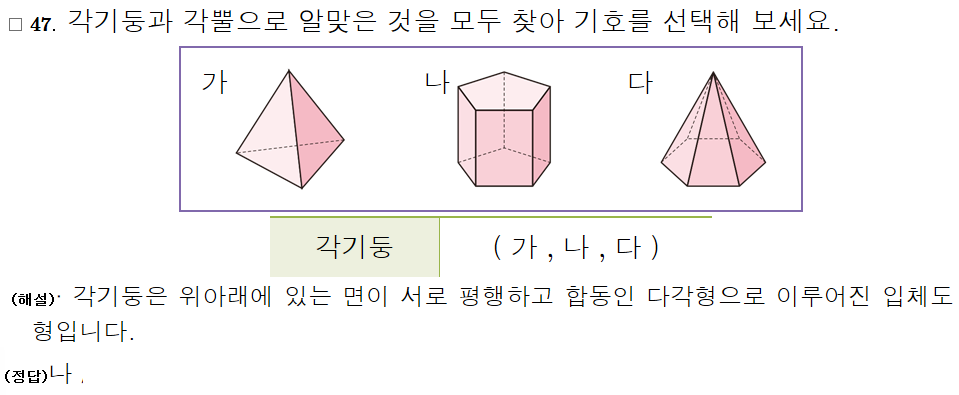 □ 47. 각기둥과 각뿔으로 알맞은 것을 모두 찾아 기호를 선택해 보세요.
가 나 다
각기둥 ( 가 , 나 , 다 )
(해설)· 각기둥은 위아래에 있는 면이 서로 평행하고 합동인 다각형으로 이루어진 입체도
형입니다.
(정답)나 ,